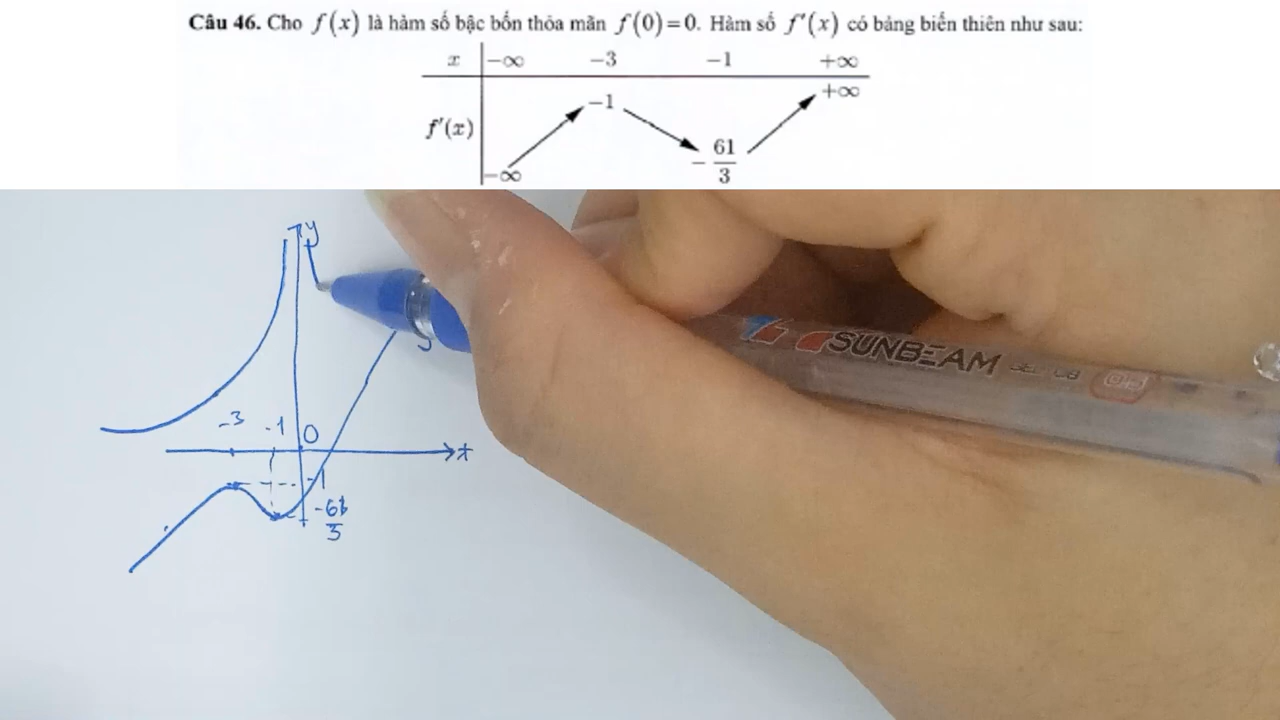 Câu 46. Cho f(x) là hàm số bậc bốn thỏa mãn f(0)=0. Hàm số f'(x) có bảng biến thiên như sau:
x −∞ −3 −1 +∞
f'(x) −∞ −1 −61/3 +∞
y
-3 -1 0
x
-1
-61/3
SUNBEAM